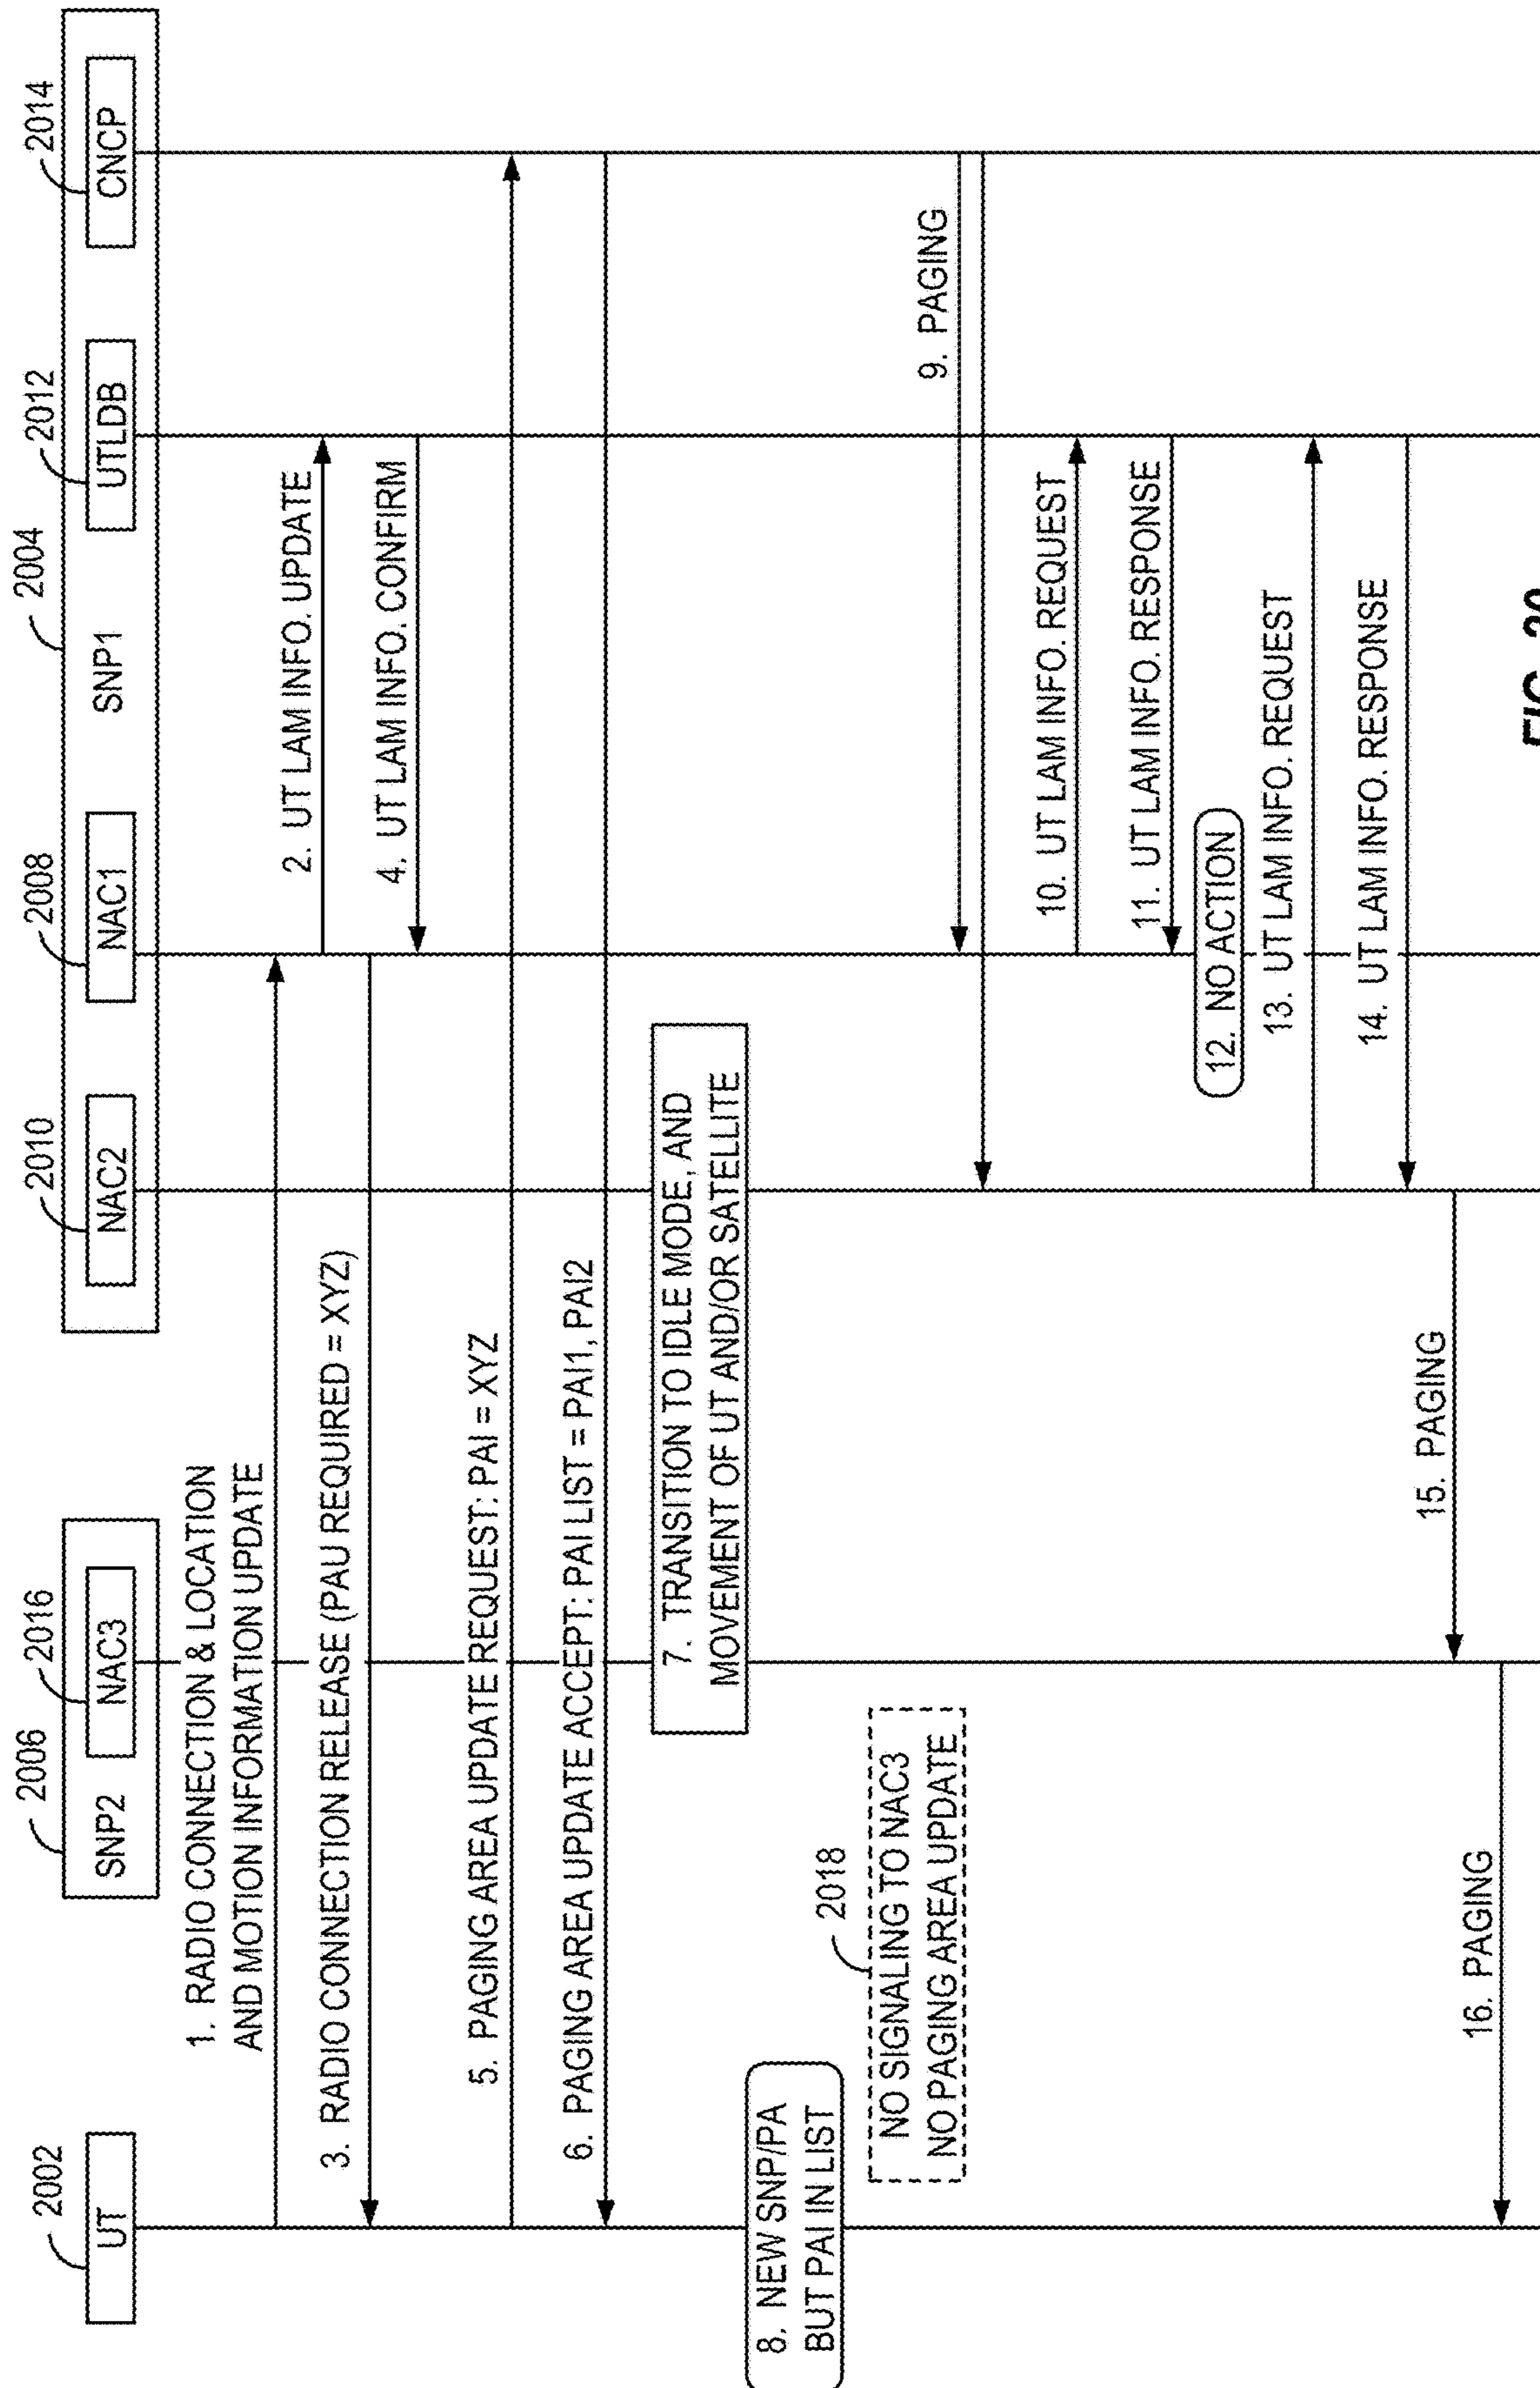 2002
UT
2006
SNP2
2016
NAC3
2010
NAC2
2008
NAC1
2004
SNP1
2012
UTLDB
2014
CNCP
1. RADIO CONNECTION & LOCATION
AND MOTION INFORMATION UPDATE
2. UT LAM INFO. UPDATE
3. RADIO CONNECTION RELEASE (PAU REQUIRED = XYZ)
4. UT LAM INFO. CONFIRM
5. PAGING AREA UPDATE REQUEST: PAI = XYZ
6. PAGING AREA UPDATE ACCEPT: PAI LIST = PAI1, PAI2
7. TRANSITION TO IDLE MODE, AND
MOVEMENT OF UT AND/OR SATELLITE
8. NEW SNP/PA
BUT PAI IN LIST
2018
NO SIGNALING TO NAC3
NO PAGING AREA UPDATE
9. PAGING
10. UT LAM INFO. REQUEST
11. UT LAM INFO. RESPONSE
12. NO ACTION
13. UT LAM INFO. REQUEST
14. UT LAM INFO. RESPONSE
15. PAGING
16. PAGING
FIG. 20